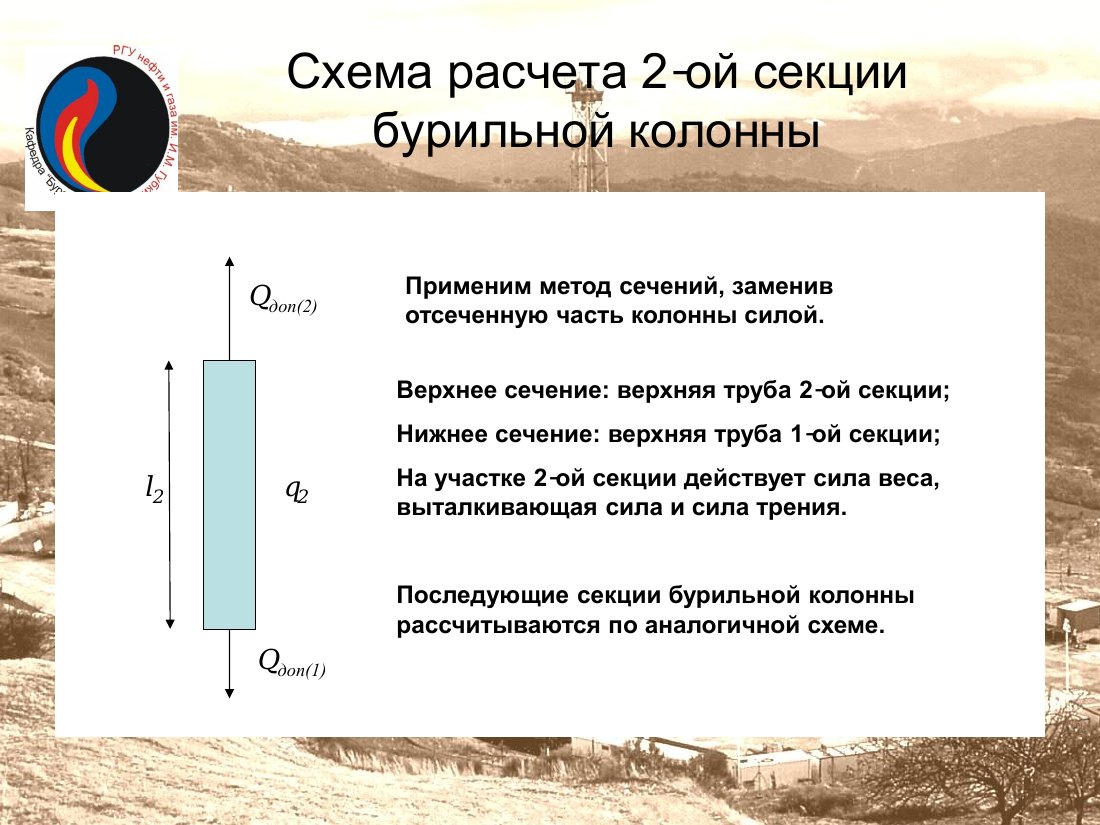 РГУ нефти и газа им. И.М. Губки
Кафедра "Бур
Схема расчета 2-ой секции
бурильной колонны
Qдоп(2)
Применим метод сечений, заменив
отсеченную часть колонны силой.
Верхнее сечение: верхняя труба 2-ой секции;
Нижнее сечение: верхняя труба 1-ой секции;
l2
q2
На участке 2-ой секции действует сила веса,
выталкивающая сила и сила трения.
Последующие секции бурильной колонны
рассчитываются по аналогичной схеме.
Qдоп(1)